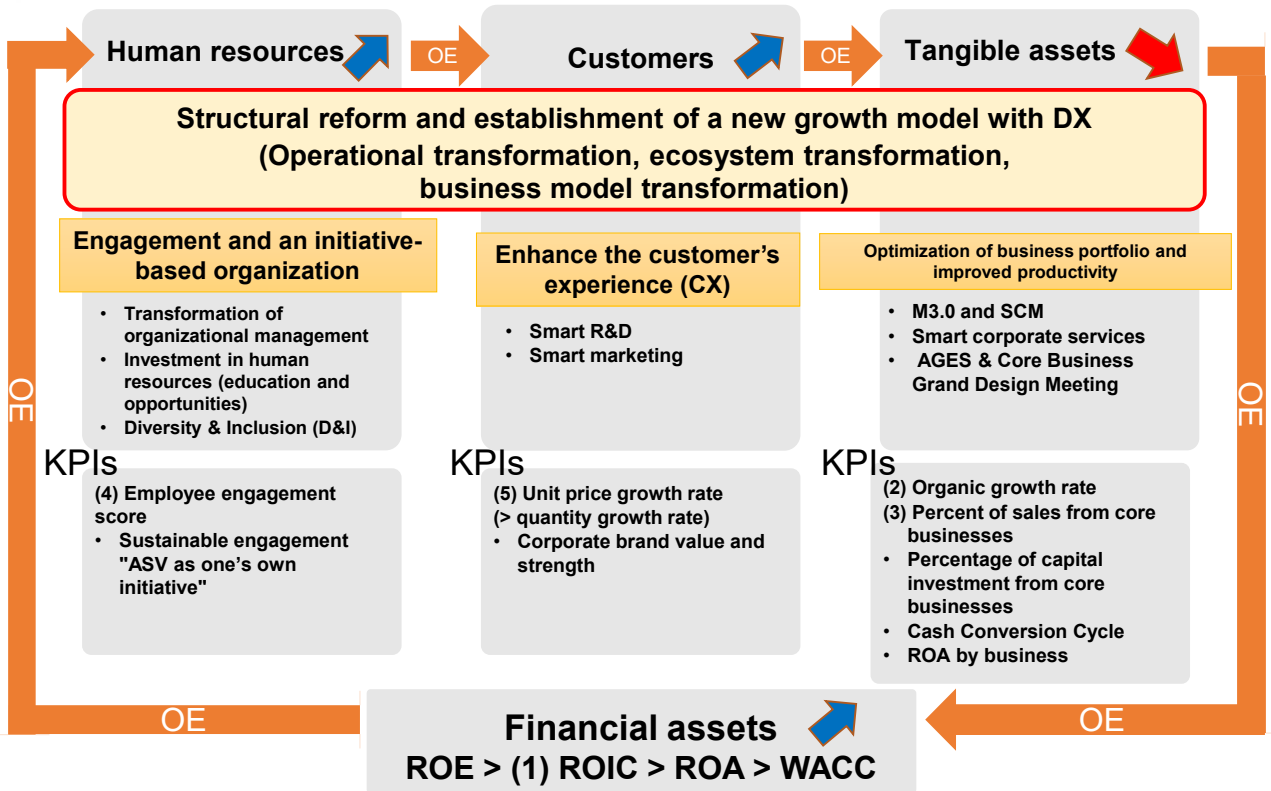 Human resources
OE
Customers
OE
Tangible assets
Structural reform and establishment of a new growth model with DX
(Operational transformation, ecosystem transformation,
business model transformation)
Engagement and an initiative-
based organization
• Transformation of
organizational management
• Investment in human
resources (education and
opportunities)
• Diversity & Inclusion (D&I)
Enhance the customer’s
experience (CX)
• Smart R&D
• Smart marketing
Optimization of business portfolio and
improved productivity
• M3.0 and SCM
• Smart corporate services
• AGES & Core Business
Grand Design Meeting
OE
OE
KPIs
(4) Employee engagement
score
• Sustainable engagement
"ASV as one’s own
initiative"
KPIs
(5) Unit price growth rate
(> quantity growth rate)
• Corporate brand value and
strength
KPIs
(2) Organic growth rate
(3) Percent of sales from core
businesses
• Percentage of capital
investment from core
businesses
• Cash Conversion Cycle
• ROA by business
OE
Financial assets
ROE > (1) ROIC > ROA > WACC
OE